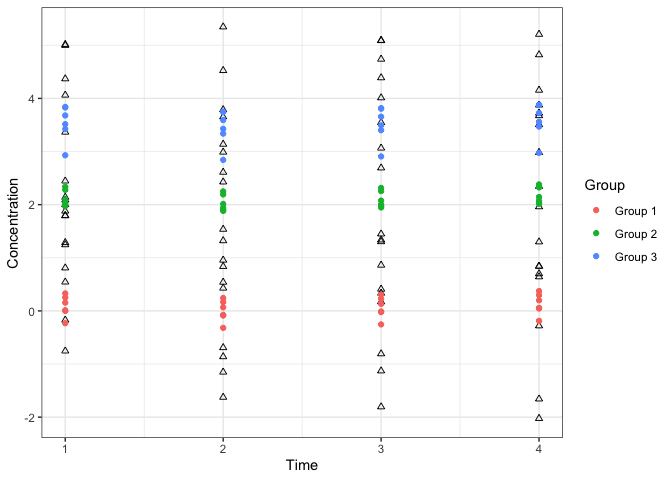 Concentration
4
2
0
-2
1 2 3 4
Time
Group
Group 1
Group 2
Group 3